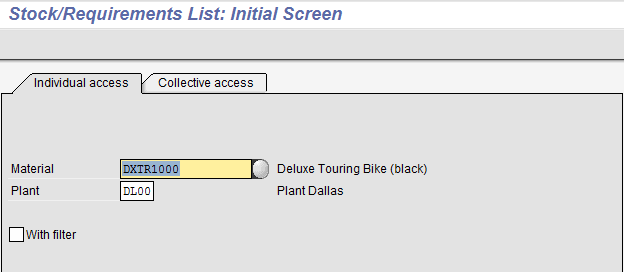 Stock/Requirements List: Initial Screen
Individual access Collective access
Material DXTR1000 Deluxe Touring Bike (black)
Plant DL00 Plant Dallas
With filter